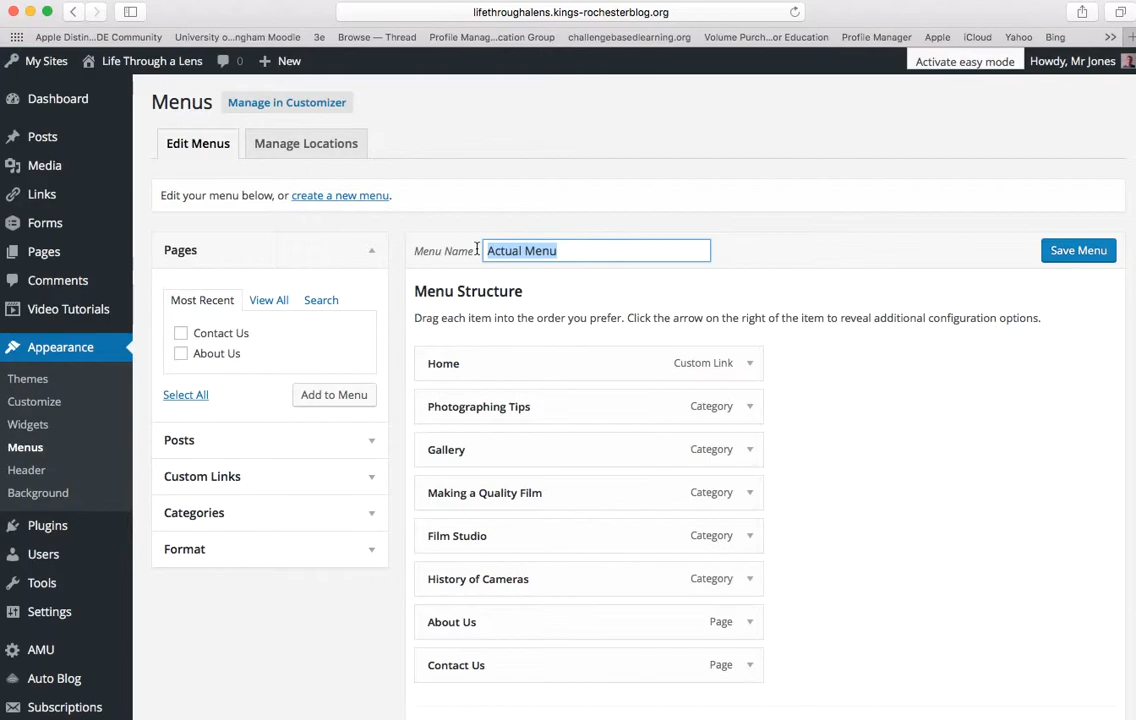 lifethroughalens.kings-rochesterblog.org
Apple Distin...DE Community University o...ngham Moodle 3e Browse — Thread Profile Manag...cation Group challengebasedlearning.org Volume Purch...or Education Profile Manager Apple iCloud Yahoo Bing
My Sites Life Through a Lens 0 New Activate easy mode Howdy, Mr Jones
Dashboard
Posts
Media
Links
Forms
Pages
Comments
Video Tutorials
Appearance
Themes
Customize
Widgets
Menus
Header
Background
Plugins
Users
Tools
Settings
AMU
Auto Blog
Subscriptions
Menus Manage in Customizer
Edit Menus Manage Locations
Edit your menu below, or create a new menu.
Pages
Most Recent View All Search
Contact Us
About Us
Select All Add to Menu
Posts
Custom Links
Categories
Format
Menu Name Actual Menu Save Menu
Menu Structure
Drag each item into the order you prefer. Click the arrow on the right of the item to reveal additional configuration options.
Home Custom Link
Photographing Tips Category
Gallery Category
Making a Quality Film Category
Film Studio Category
History of Cameras Category
About Us Page
Contact Us Page